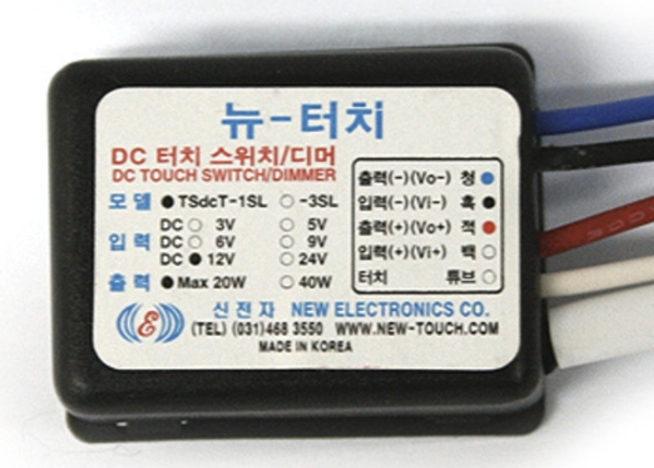 뉴-터치
DC 터치 스위치/디머
DC TOUCH SWITCH/DIMMER
모델 ● TSdcT-1SL ○ -3SL
입력 DC ○ 3V ○ 5V
DC ○ 6V ○ 9V
DC ● 12V ○ 24V
출력 ● Max 20W ○ 40W
출력(-)(Vo-) 청 ●
입력(-)(Vi-) 흑 ●
출력(+)(Vo+) 적 ●
입력(+)(Vi+) 백 ○
터치 튜브 ○
신전자 NEW ELECTRONICS CO.
(TEL) (031)468 3550 WWW.NEW-TOUCH.COM
MADE IN KOREA